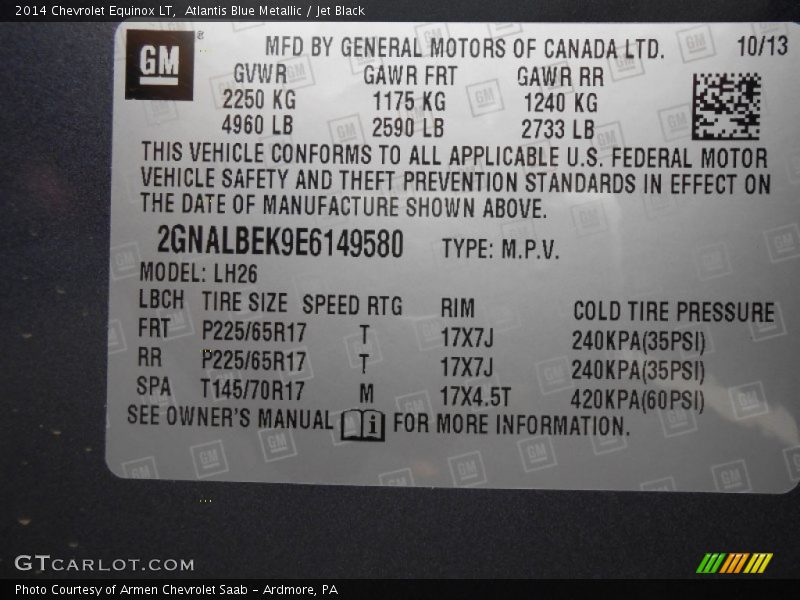 2014 Chevrolet Equinox LT,  Atlantis Blue Metallic / Jet Black
GM ® MFD BY GENERAL MOTORS OF CANADA LTD. 10/13
GVWR GAWR FRT GAWR RR
2250 KG 1175 KG 1240 KG
4960 LB 2590 LB 2733 LB
THIS VEHICLE CONFORMS TO ALL APPLICABLE U.S. FEDERAL MOTOR
VEHICLE SAFETY AND THEFT PREVENTION STANDARDS IN EFFECT ON
THE DATE OF MANUFACTURE SHOWN ABOVE.
2GNALBEK9E6149580 TYPE: M.P.V.
MODEL: LH26
LBCH TIRE SIZE SPEED RTG RIM COLD TIRE PRESSURE
FRT P225/65R17 T 17X7J 240KPA(35PSI)
RR P225/65R17 T 17X7J 240KPA(35PSI)
SPA T145/70R17 M 17X4.5T 420KPA(60PSI)
SEE OWNER'S MANUAL i FOR MORE INFORMATION.
GTCARLOT.COM
Photo Courtesy of Armen Chevrolet Saab - Ardmore, PA